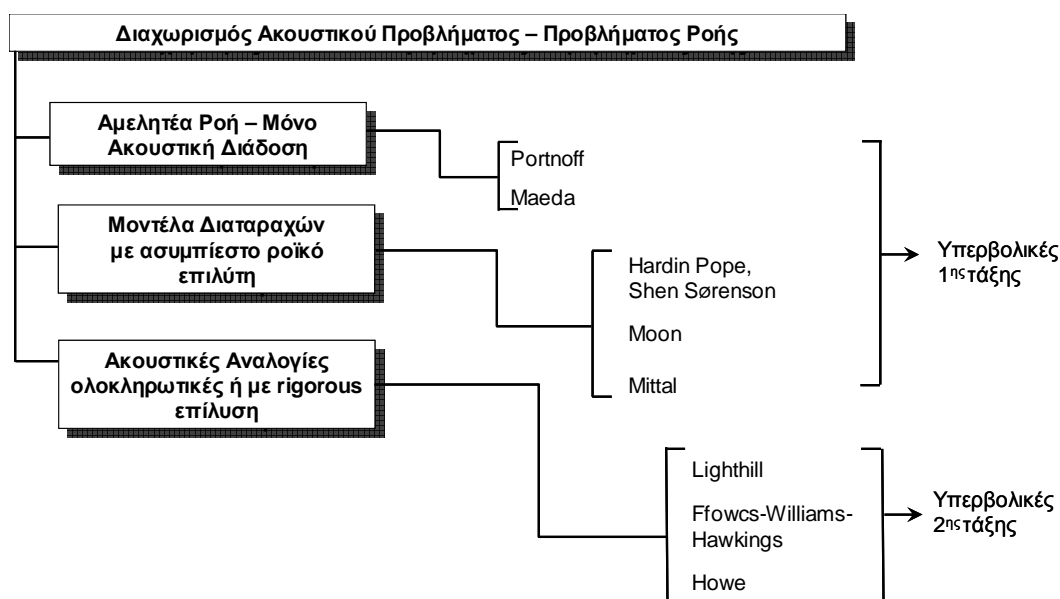 Διαχωρισμός Ακουστικού Προβλήματος – Προβλήματος Ροής
Αμελητέα Ροή – Μόνο
Ακουστική Διάδοση
Portnoff
Maeda
Μοντέλα Διαταραχών
με ασυμπίεστο ροϊκό
επιλύτη
Hardin Pope,
Shen Sørenson
Moon
Mittal
Υπερβολικές
1ης τάξης
Ακουστικές Αναλογίες
ολοκληρωτικές ή με rigorous
επίλυση
Lighthill
Ffowcs-Williams-
Hawkings
Howe
Υπερβολικές
2ης τάξης